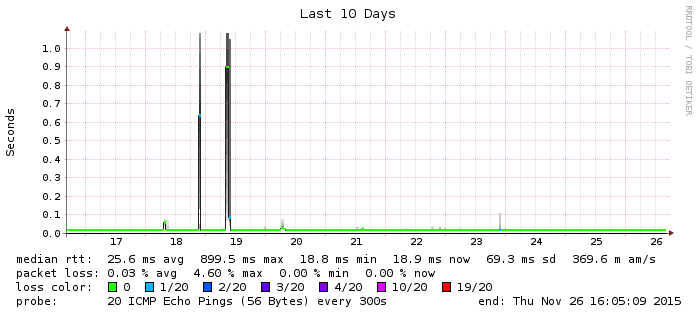 Last 10 Days
RRDTOOL / TOBI OETIKER
Seconds
1.0
0.9
0.8
0.7
0.6
0.5
0.4
0.3
0.2
0.1
0.0
17 18 19 20 21 22 23 24 25 26
median rtt: 25.6 ms avg 899.5 ms max 18.8 ms min 18.9 ms now 69.3 ms sd 369.6 m am/s
packet loss: 0.03 % avg 4.60 % max 0.00 % min 0.00 % now
loss color: 0 1/20 2/20 3/20 4/20 10/20 19/20
probe: 20 ICMP Echo Pings (56 Bytes) every 300s end: Thu Nov 26 16:05:09 2015